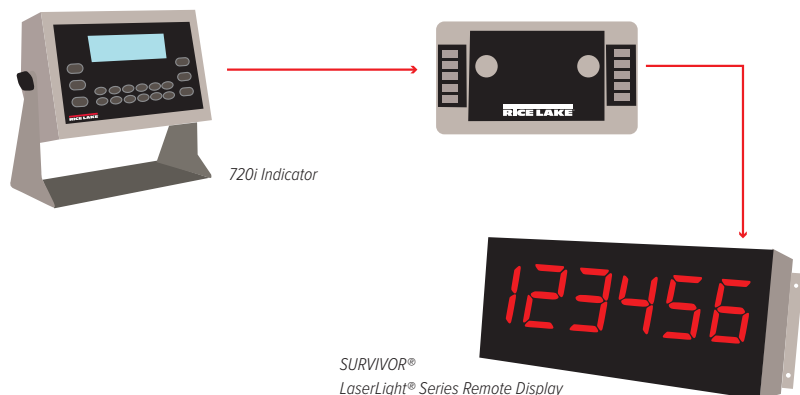 RICE LAKE
RICE LAKE
720i Indicator
123456
SURVIVOR®
LaserLight® Series Remote Display